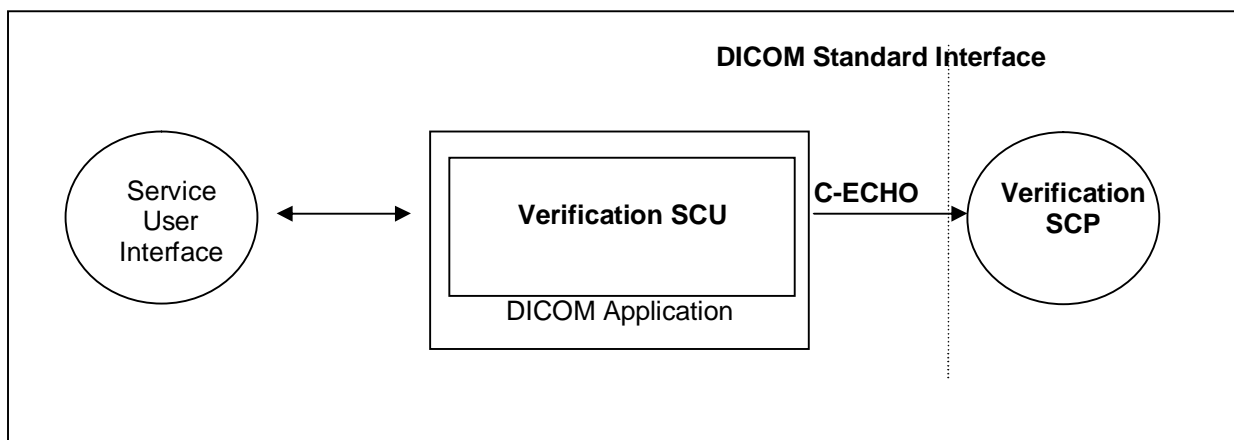 DICOM Standard Interface
Service
User
Interface
Verification SCU
DICOM Application
C-ECHO
Verification
SCP